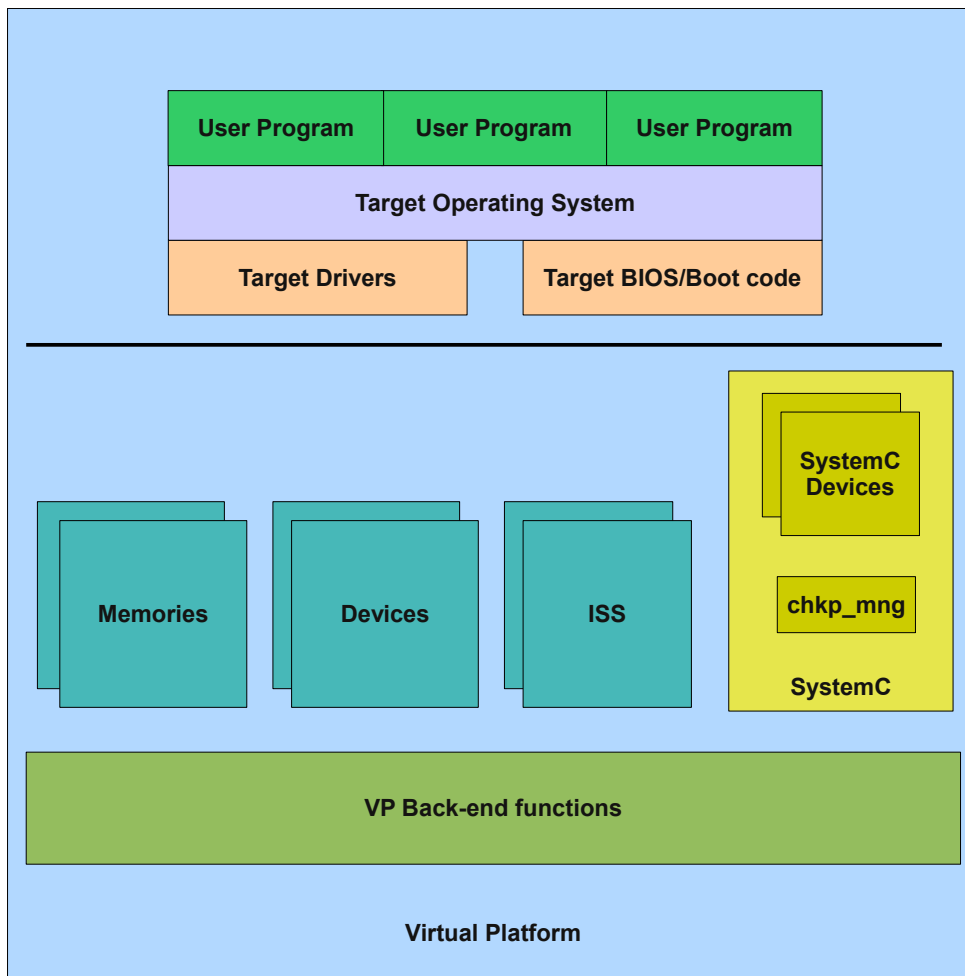 User Program
User Program
User Program
Target Operating System
Target Drivers
Target BIOS/Boot code
SystemC
Devices
Memories
Devices
ISS
chkp_mng
SystemC
VP Back-end functions
Virtual Platform